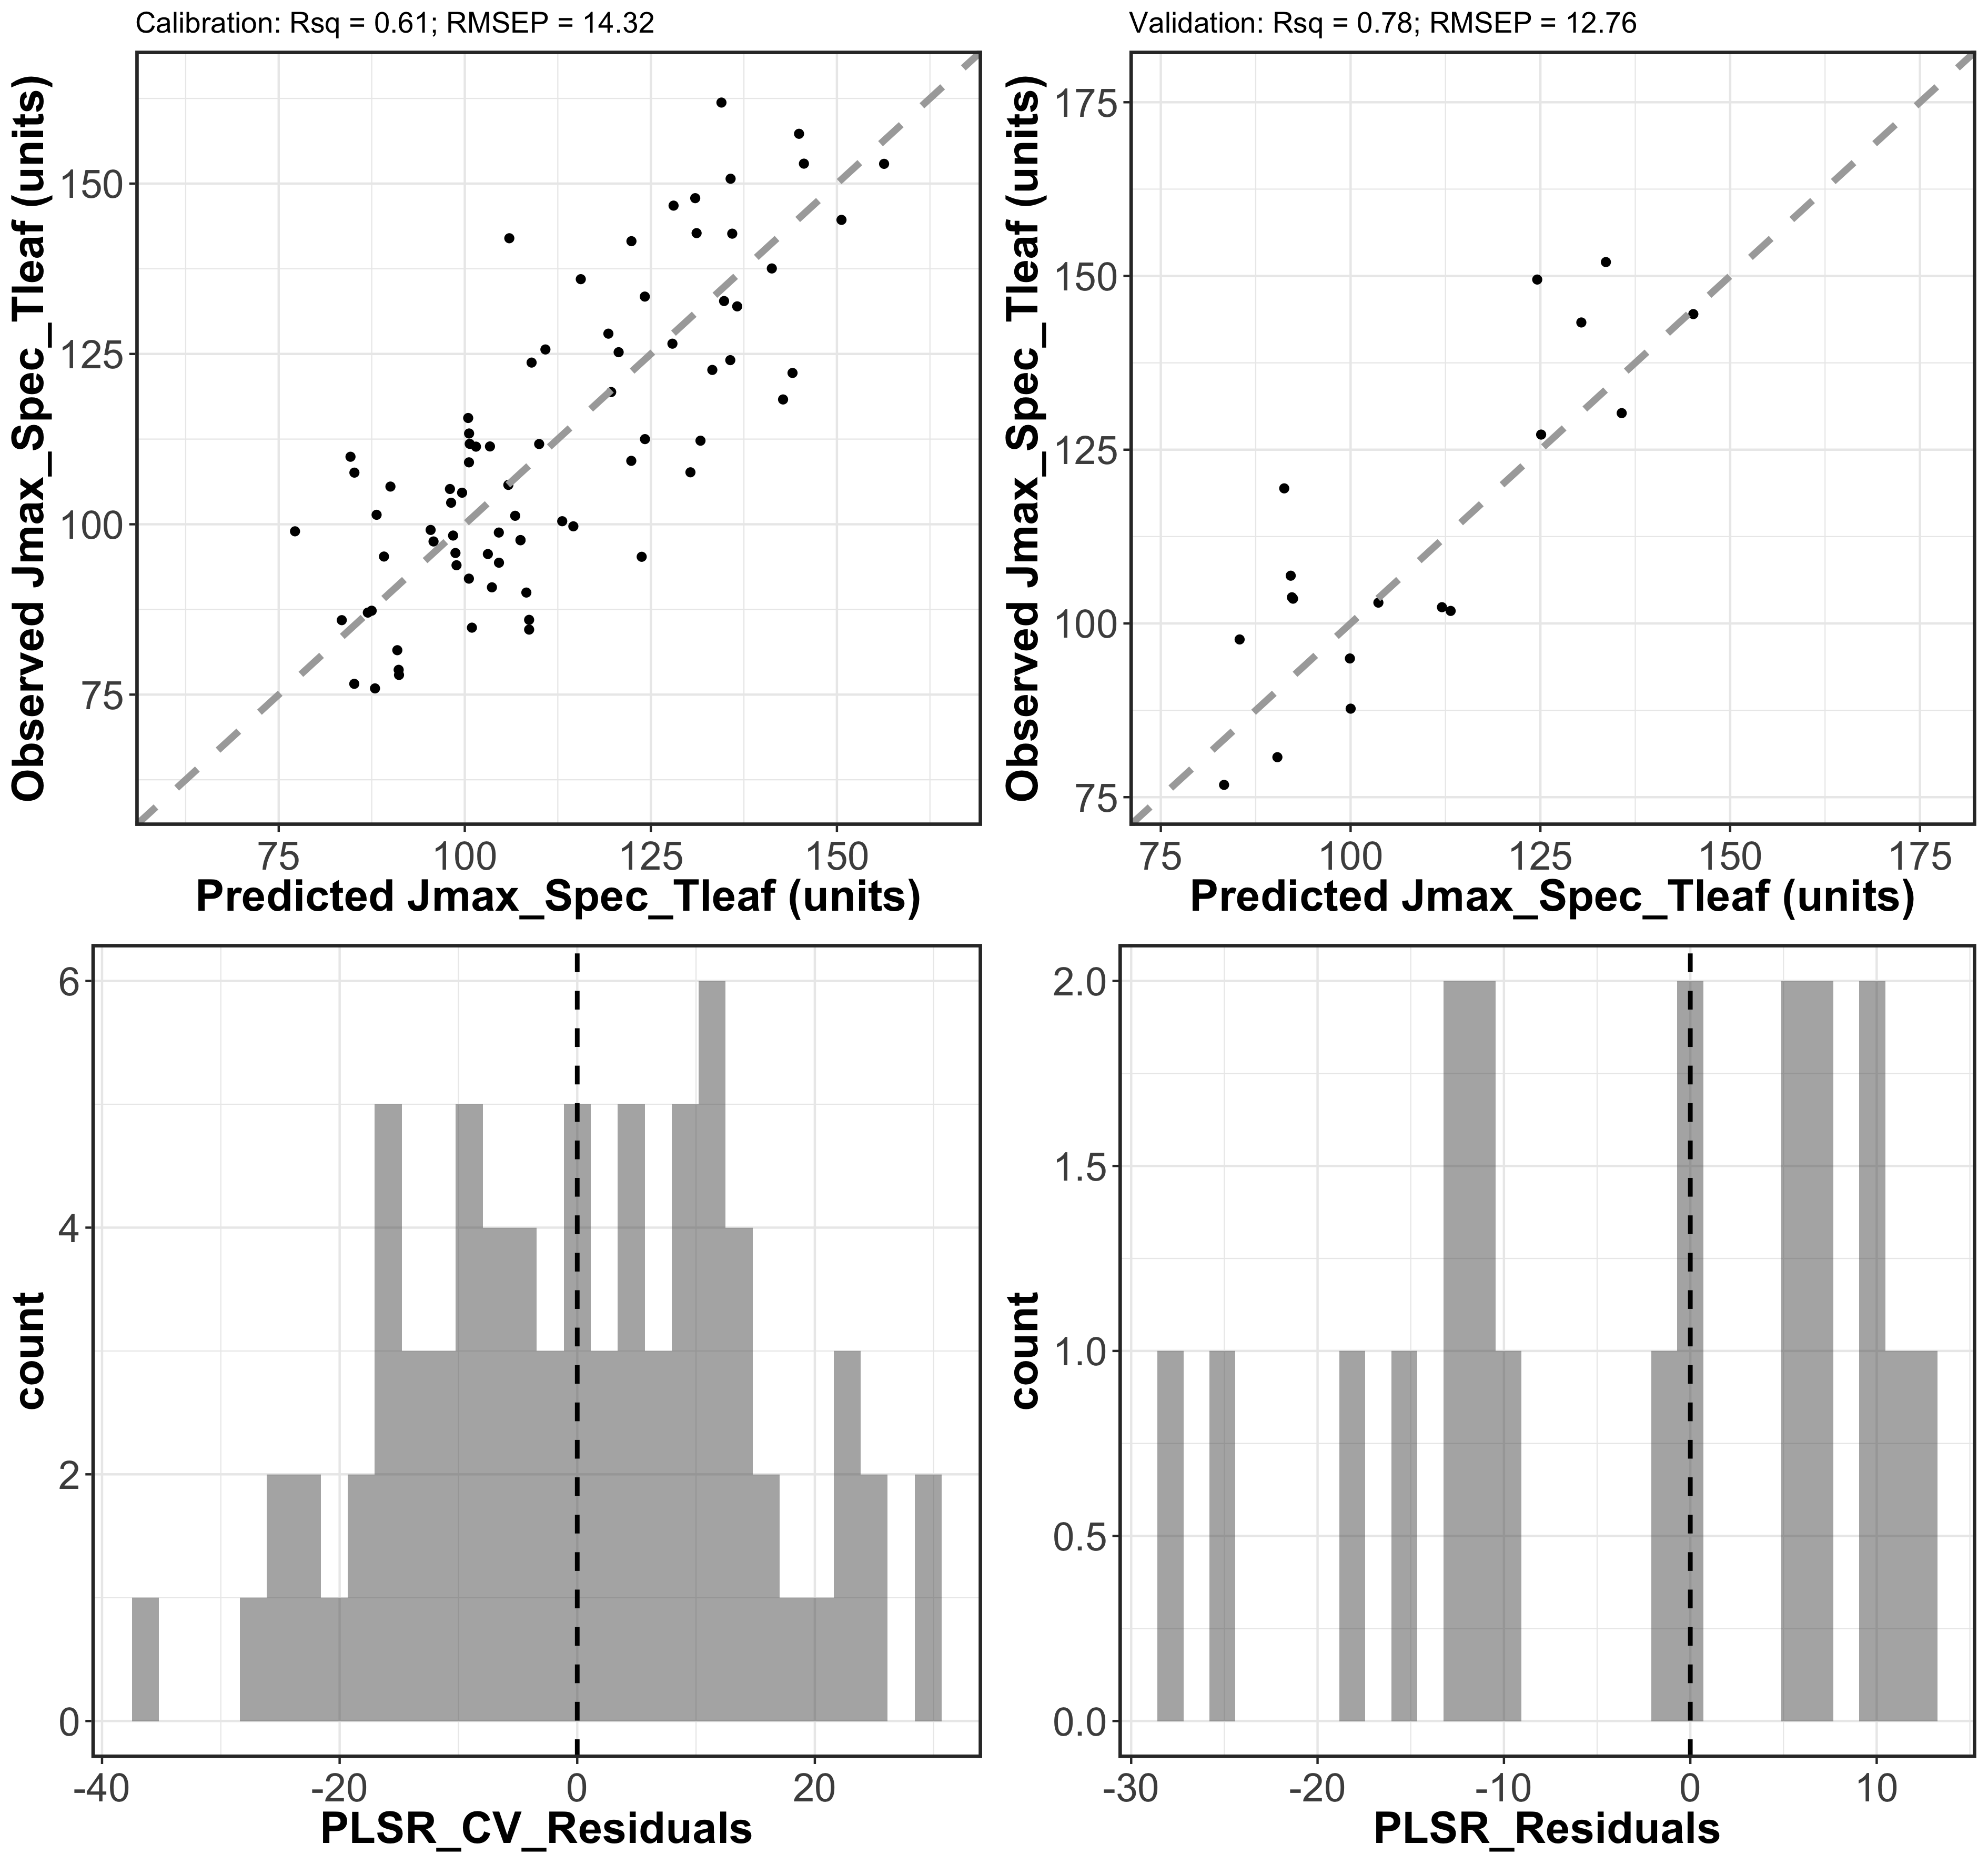 Calibration: Rsq = 0.61; RMSEP = 14.32
Observed Jmax_Spec_Tleaf (units)
150
125
100
75
75 100 125 150
Predicted Jmax_Spec_Tleaf (units)
Validation: Rsq = 0.78; RMSEP = 12.76
Observed Jmax_Spec_Tleaf (units)
175
150
125
100
75
75 100 125 150 175
Predicted Jmax_Spec_Tleaf (units)
count
6
4
2
0
-40 -20 0 20
PLSR_CV_Residuals
count
2.0
1.5
1.0
0.5
0.0
-30 -20 -10 0 10
PLSR_Residuals